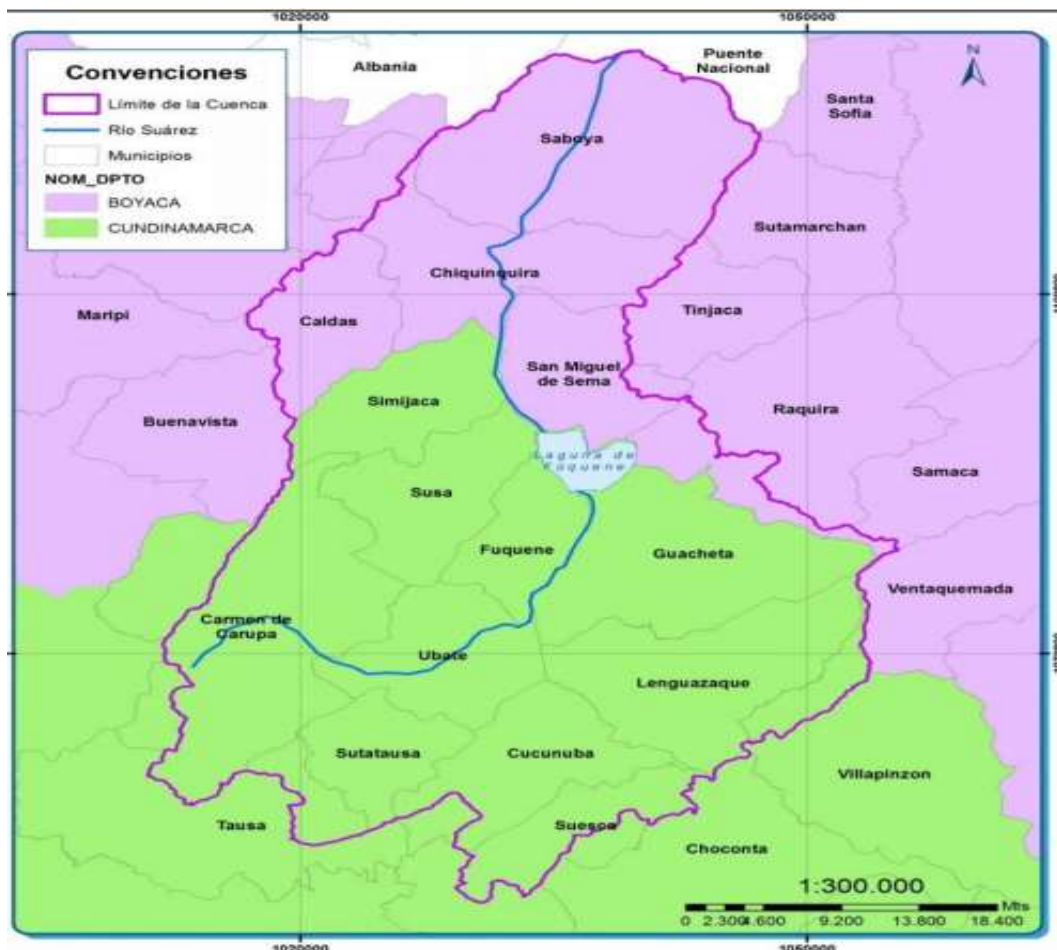 1020000
1050000
Convenciones
Límite de la Cuenca
Río Suárez
Municipios
NOM_DPTO
BOYACA
CUNDINAMARCA
Albania
Puente
Nacional
N
Santa
Sofia
Saboya
Sutamarchan
Chiquinquira
Maripi
Caldas
Tinjaca
San Miguel
de Sema
Simijaca
Raquira
Buenavista
Laguna de
Fuquene
Samaca
Susa
Fuquene
Guacheta
Ventaquemada
Carmen de
Carupa
Ubate
Lenguazaque
Sutatausa
Cucunuba
Villapinzon
Tausa
Suesca
Choconta
1:300.000
Mts
0 2.300 4.600 9.200 13.800 18.400
1020000
1050000